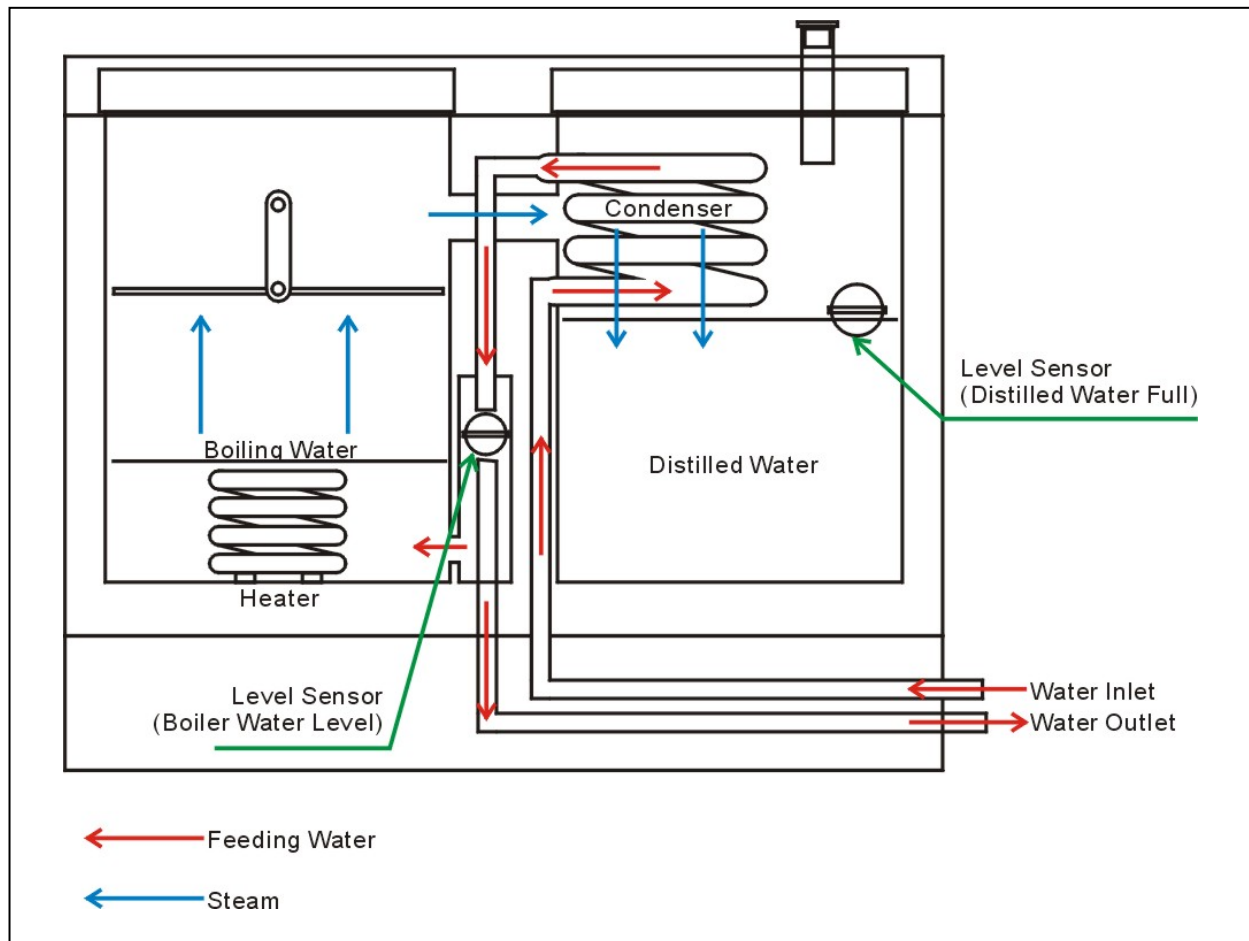 Condenser
Level Sensor
(Distilled Water Full)
Boiling Water
Distilled Water
Heater
Level Sensor
(Boiler Water Level)
Water Inlet
Water Outlet
Feeding Water
Steam